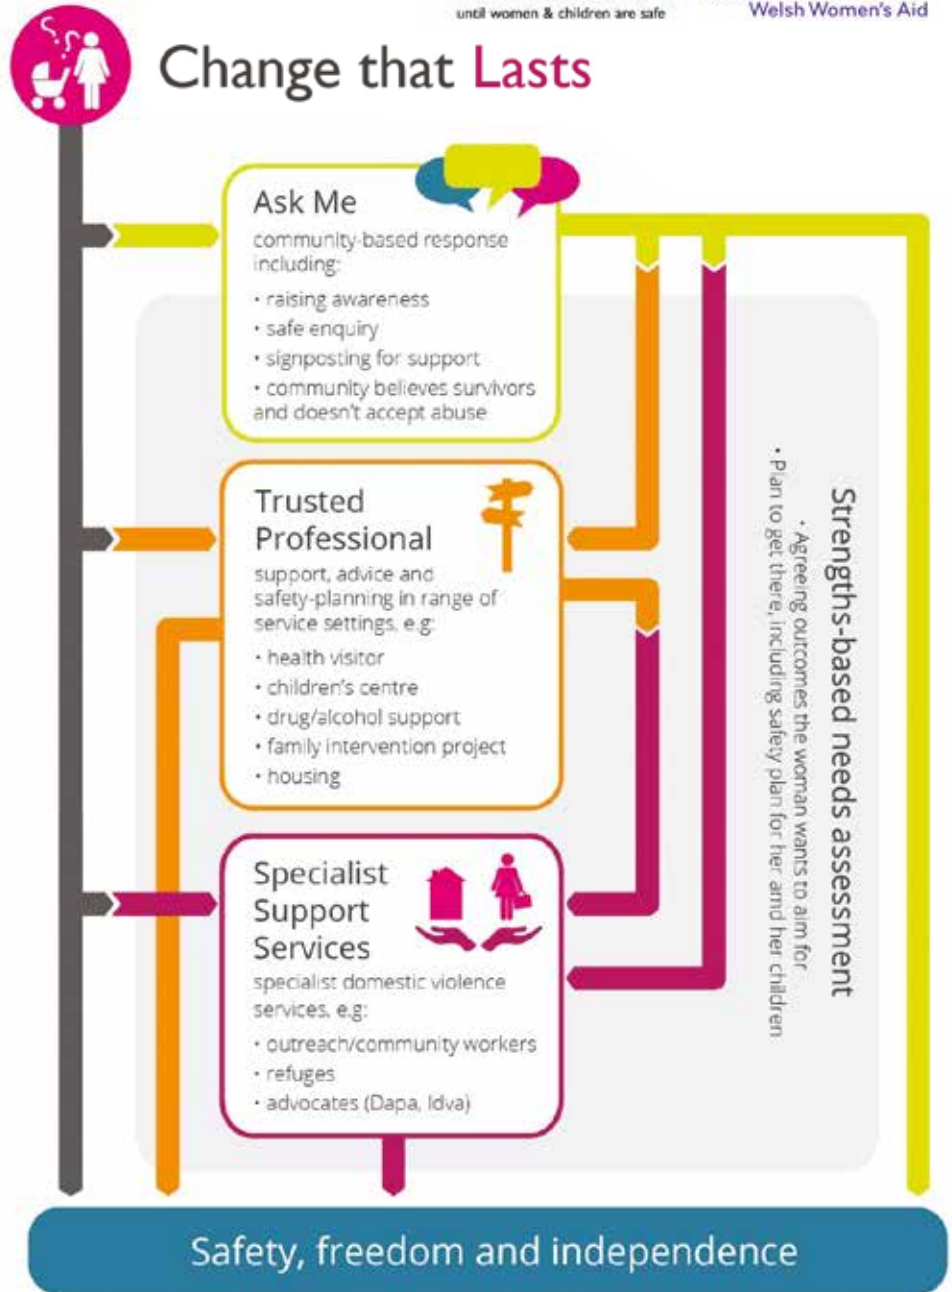 until women & children are safe
Welsh Women's Aid
Change that Lasts
Ask Me
community-based response
including:
• raising awareness
• safe enquiry
• signposting for support
• community believes survivors
and doesn't accept abuse
Trusted
Professional
support, advice and
safety-planning in range of
service settings, e.g:
• health visitor
• children's centre
• drug/alcohol support
• family intervention project
• housing
Specialist
Support
Services
specialist domestic violence
services, e.g:
• outreach/community workers
• refuges
• advocates (Dapa, Idva)
Strengths-based needs assessment
• Agreeing outcomes the woman wants to aim for
• Plan to get there, including safety plan for her amd her children
Safety, freedom and independence